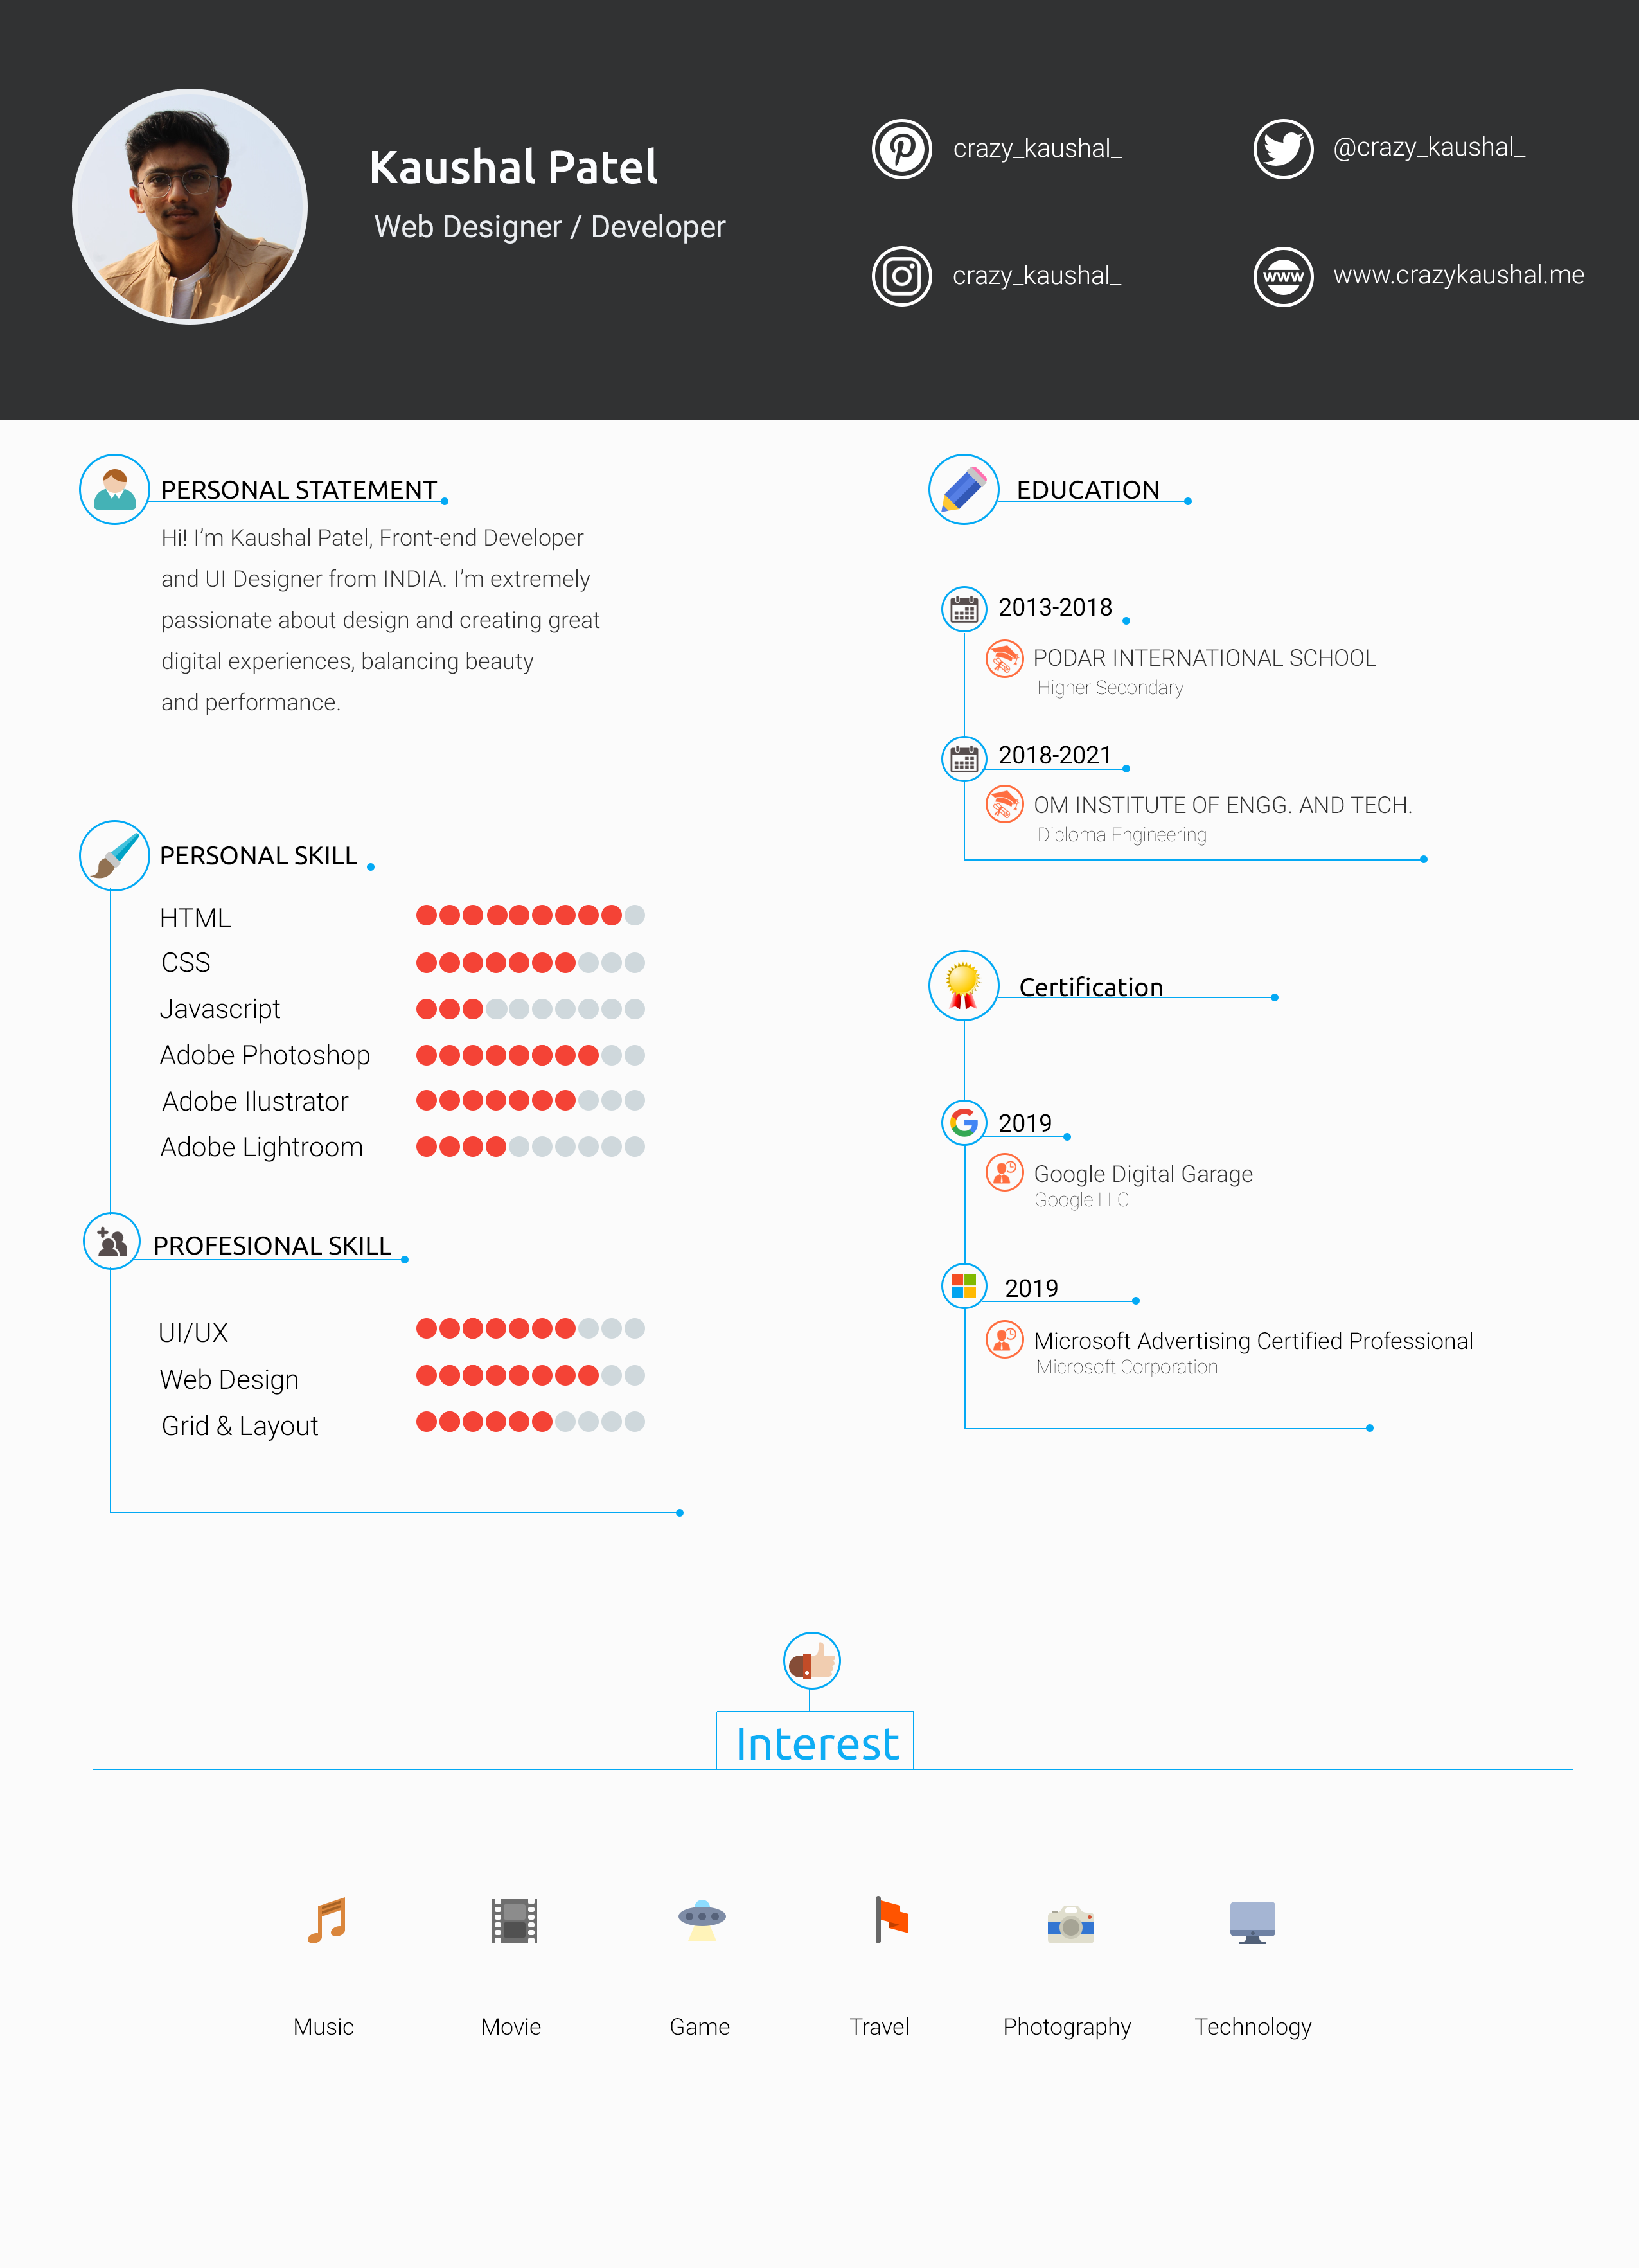 Kaushal Patel
Web Designer / Developer
crazy_kaushal_
@crazy_kaushal_
crazy_kaushal_
www
www.crazykaushal.me
PERSONAL STATEMENT
Hi! I'm Kaushal Patel, Front-end Developer
and UI Designer from INDIA. I'm extremely
passionate about design and creating great
digital experiences, balancing beauty
and performance.
PERSONAL SKILL
HTML
CSS
Javascript
Adobe Photoshop
Adobe Ilustrator
Adobe Lightroom
PROFESIONAL SKILL
UI/UX
Web Design
Grid & Layout
EDUCATION
2013-2018
PODAR INTERNATIONAL SCHOOL
Higher Secondary
2018-2021
OM INSTITUTE OF ENGG. AND TECH.
Diploma Engineering
Certification
2019
Google Digital Garage
Google LLC
2019
Microsoft Advertising Certified Professional
Microsoft Corporation
Interest
Music
Movie
Game
Travel
Photography
Technology